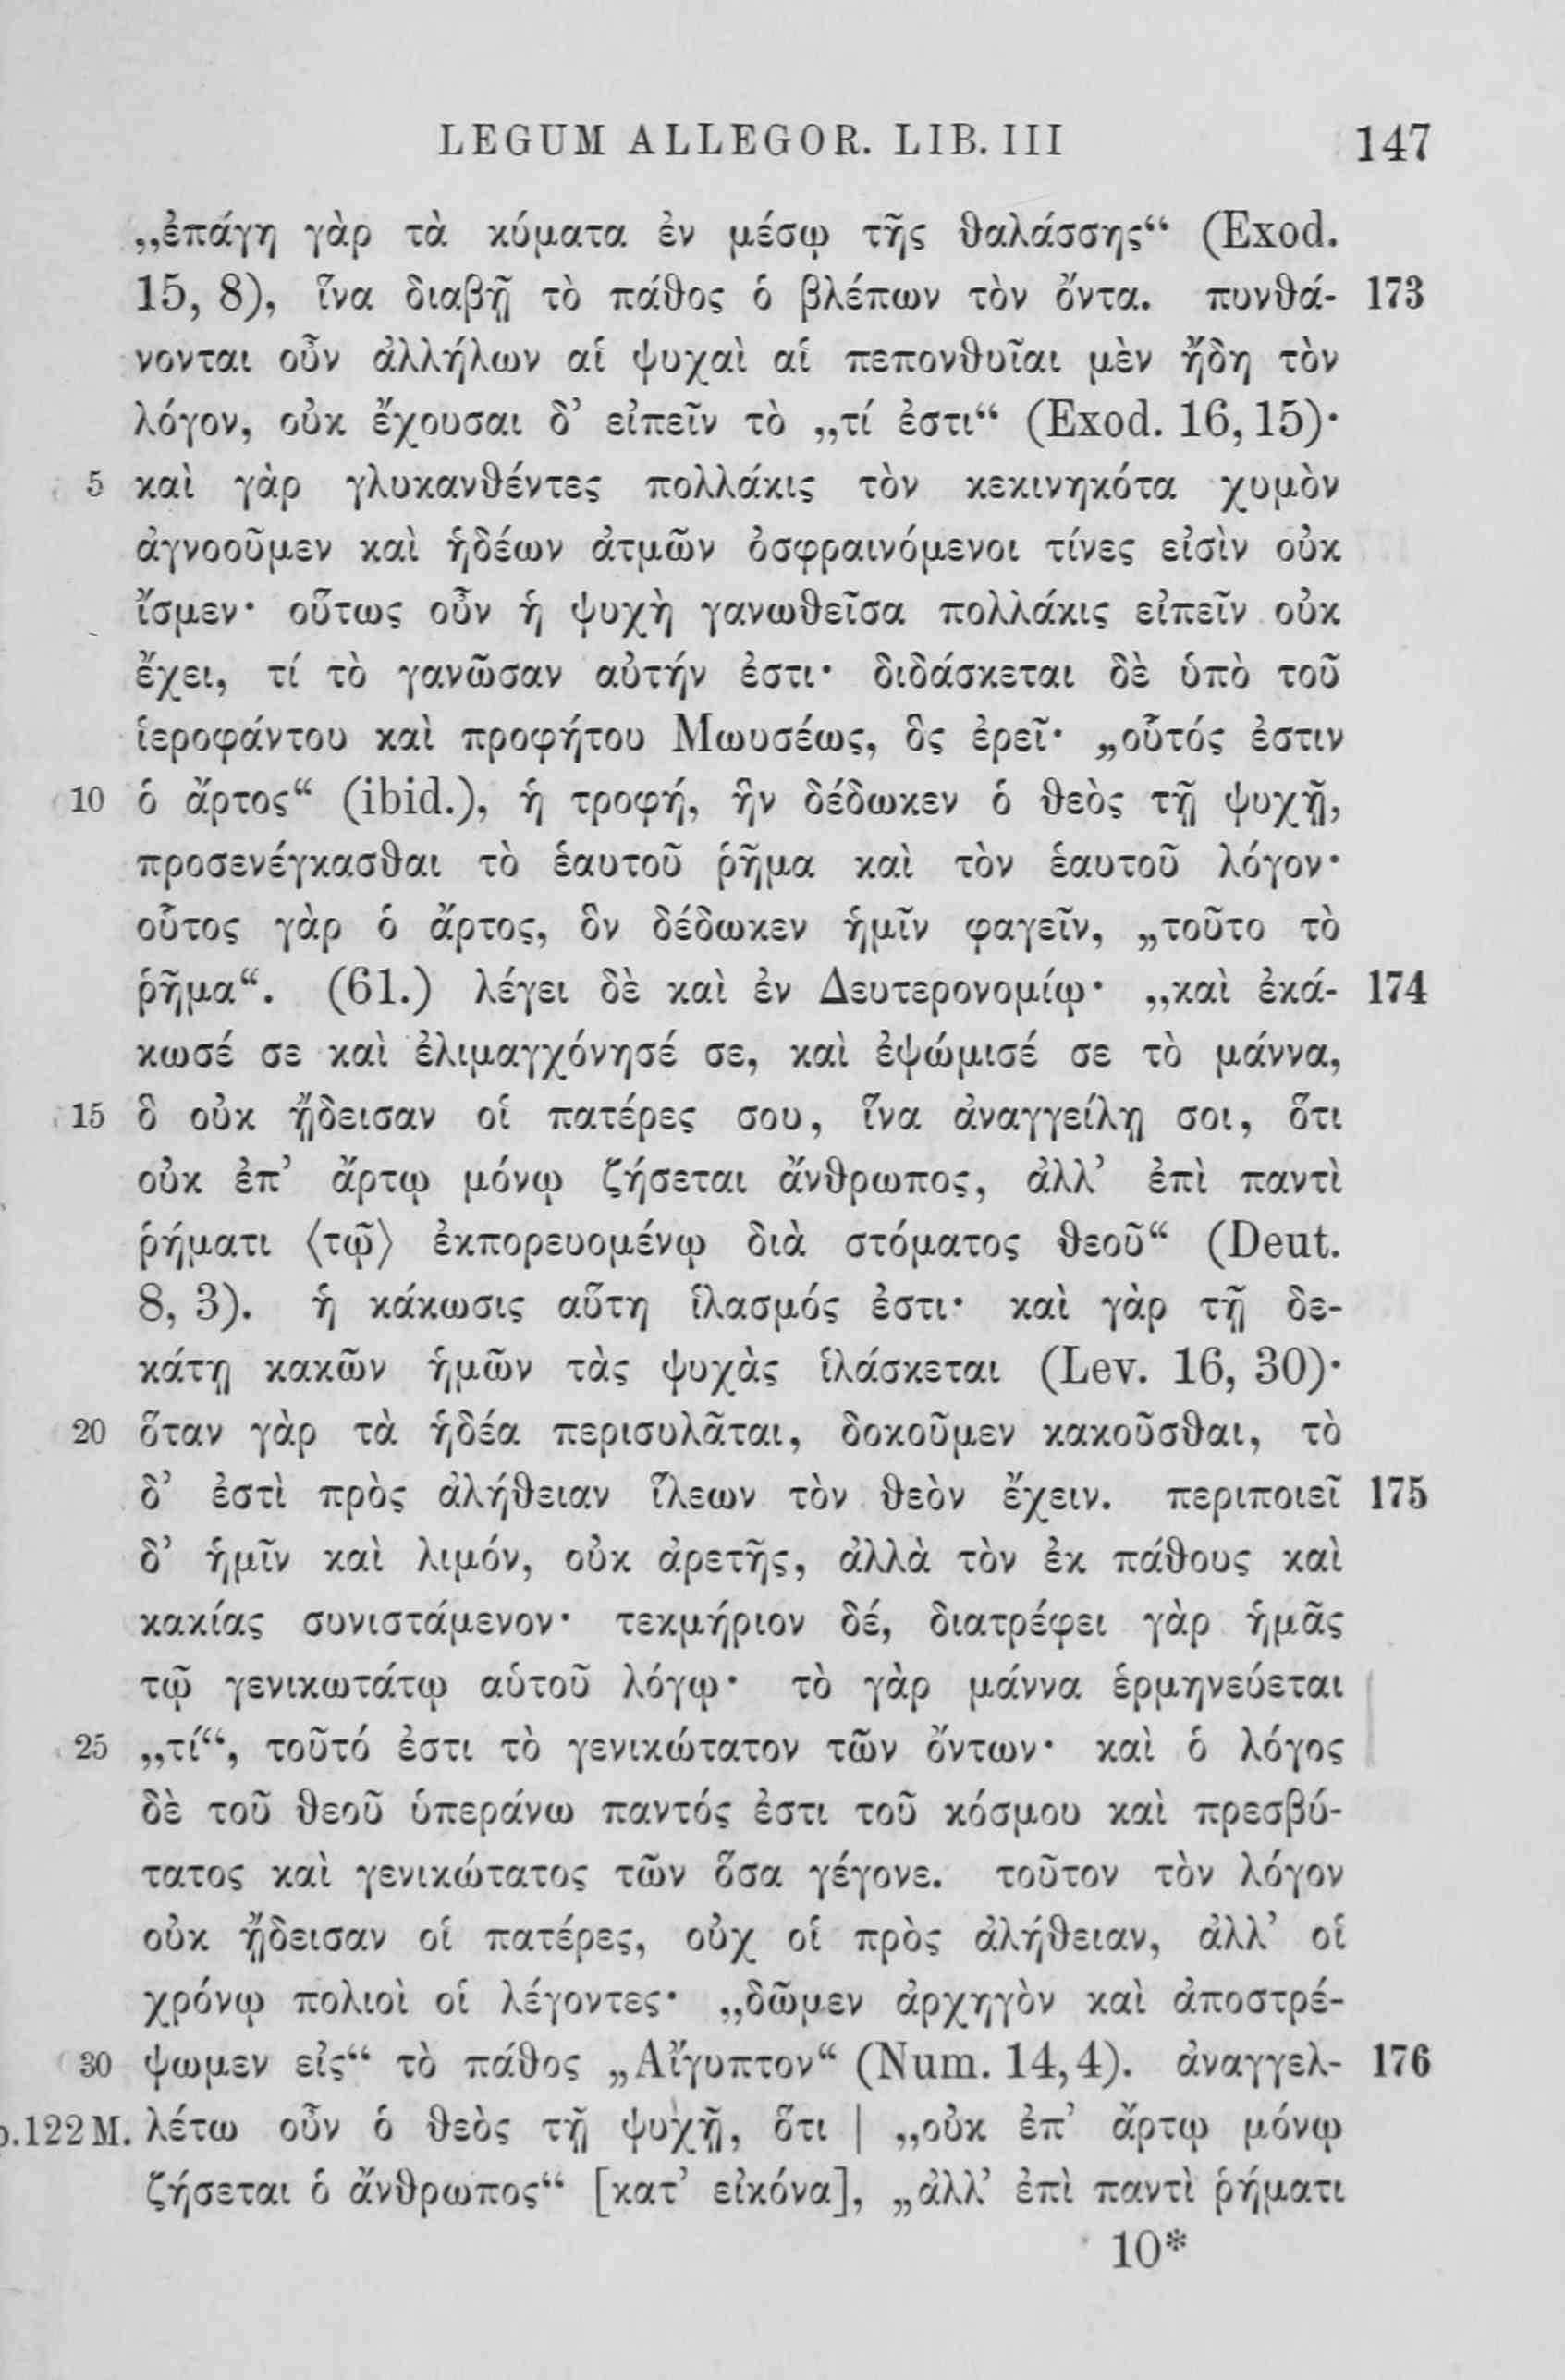 LEGUM ALLEGOR. LIB. III 147
„ἐπάγη γὰρ τὰ κύματα ἐν μέσῳ τῆς θαλάσσης“ (Exod.
15, 8), ἵνα διαβῇ τὸ πάθος ὁ βλέπων τὸν ὄντα. πυνθά- 173
νονται οὖν ἀλλήλων αἱ ψυχαὶ αἱ πεπονθυῖαι μὲν ἤδη τὸν
λόγον, οὐκ ἔχουσαι δ’ εἰπεῖν τὸ „τί ἐστι“ (Exod. 16, 15)·
5 καὶ γὰρ γλυκανθέντες πολλάκις τὸν κεκινηκότα χυμὸν
ἀγνοοῦμεν καὶ ἡδέων ἀτμῶν ὀσφραινόμενοι τίνες εἰσὶν οὐκ
ἴσμεν· οὕτως οὖν ἡ ψυχὴ γανωθεῖσα πολλάκις εἰπεῖν οὐκ
ἔχει, τί τὸ γανῶσαν αὐτήν ἐστι· διδάσκεται δὲ ὑπὸ τοῦ
ἱεροφάντου καὶ προφήτου Μωυσέως, ὃς ἐρεῖ· „οὗτός ἐστιν
10 ὁ ἄρτος“ (ibid.), ἡ τροφή, ἣν δέδωκεν ὁ θεὸς τῇ ψυχῇ,
προσενέγκασθαι τὸ ἑαυτοῦ ῥῆμα καὶ τὸν ἑαυτοῦ λόγον·
οὗτος γὰρ ὁ ἄρτος, ὃν δέδωκεν ἡμῖν φαγεῖν, „τοῦτο τὸ
ῥῆμα“. (61.) λέγει δὲ καὶ ἐν Δευτερονομίῳ· „καὶ ἐκά- 174
κωσέ σε καὶ ἐλιμαγχόνησέ σε, καὶ ἐψώμισέ σε τὸ μάννα,
15 ὃ οὐκ ᾔδεισαν οἱ πατέρες σου, ἵνα ἀναγγείλῃ σοι, ὅτι
οὐκ ἐπ’ ἄρτῳ μόνῳ ζήσεται ἄνθρωπος, ἀλλ’ ἐπὶ παντὶ
ῥήματι ⟨τῷ⟩ ἐκπορευομένῳ διὰ στόματος θεοῦ“ (Deut.
8, 3). ἡ κάκωσις αὕτη ἱλασμός ἐστι· καὶ γὰρ τῇ δε-
κάτῃ κακῶν ἡμῶν τὰς ψυχὰς ἱλάσκεται (Lev. 16, 30)·
20 ὅταν γὰρ τὰ ἡδέα περισυλᾶται, δοκοῦμεν κακοῦσθαι, τὸ
δ’ ἐστὶ πρὸς ἀλήθειαν ἵλεων τὸν θεὸν ἔχειν. περιποιεῖ 175
δ’ ἡμῖν καὶ λιμόν, οὐκ ἀρετῆς, ἀλλὰ τὸν ἐκ πάθους καὶ
κακίας συνιστάμενον· τεκμήριον δέ, διατρέφει γὰρ ἡμᾶς
τῷ γενικωτάτῳ αὑτοῦ λόγῳ· τὸ γὰρ μάννα ἑρμηνεύεται
25 „τί“, τοῦτό ἐστι τὸ γενικώτατον τῶν ὄντων· καὶ ὁ λόγος
δὲ τοῦ θεοῦ ὑπεράνω παντός ἐστι τοῦ κόσμου καὶ πρεσβύ-
τατος καὶ γενικώτατος τῶν ὅσα γέγονε. τοῦτον τὸν λόγον
οὐκ ᾔδεισαν οἱ πατέρες, οὐχ οἱ πρὸς ἀλήθειαν, ἀλλ’ οἱ
χρόνῳ πολιοὶ οἱ λέγοντες· „δῶμεν ἀρχηγὸν καὶ ἀποστρέ-
30 ψωμεν εἰς“ τὸ πάθος „Αἴγυπτον“ (Num. 14, 4). ἀναγγελ- 176
p.122 M. λέτω οὖν ὁ θεὸς τῇ ψυχῇ, ὅτι | „οὐκ ἐπ’ ἄρτῳ μόνῳ
ζήσεται ὁ ἄνθρωπος“ [κατ’ εἰκόνα], „ἀλλ’ ἐπὶ παντὶ ῥήματι
10*